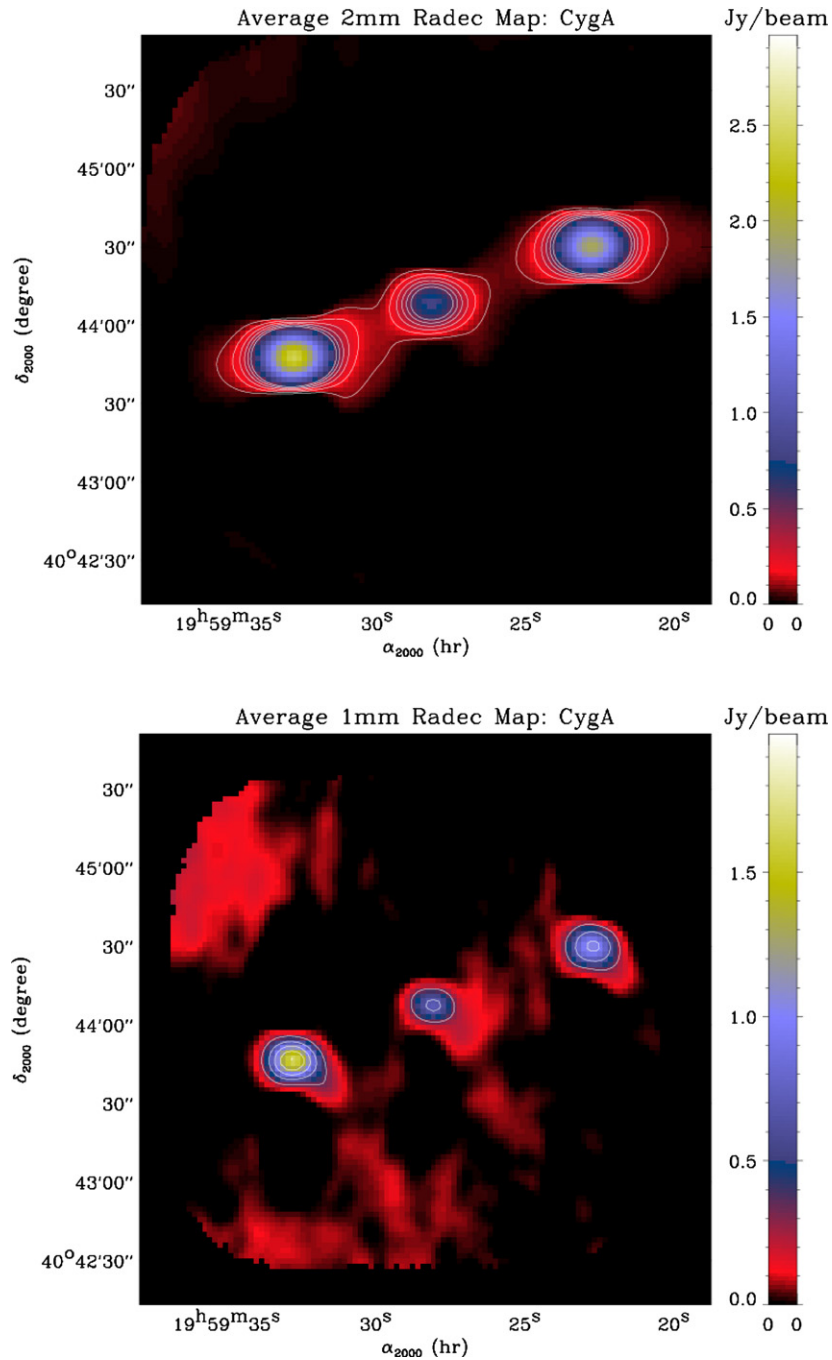 Average 2mm Radec Map: CygA
Jy/beam
30″
45′00″
30″
44′00″
30″
43′00″
40°42′30″
δ2000 (degree)
19h59m35s
30s
25s
20s
α2000 (hr)
2.5
2.0
1.5
1.0
0.5
0.0
0 0
Average 1mm Radec Map: CygA
Jy/beam
30″
45′00″
30″
44′00″
30″
43′00″
40°42′30″
δ2000 (degree)
19h59m35s
30s
25s
20s
α2000 (hr)
1.5
1.0
0.5
0.0
0 0